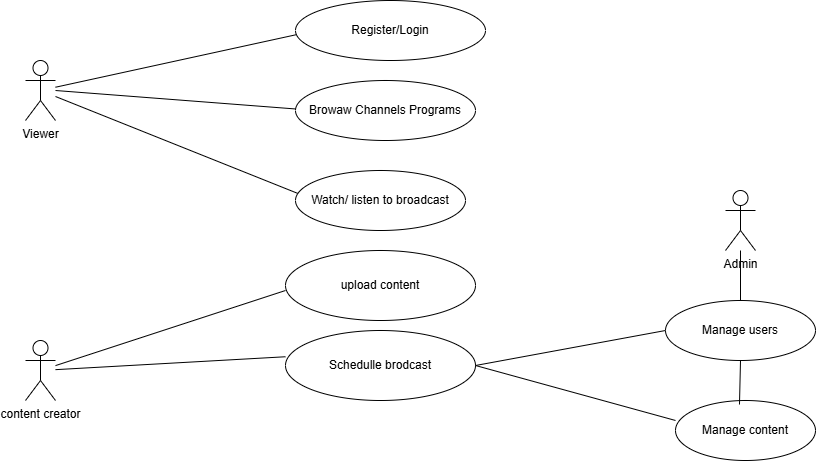 Register/Login
Browaw Channels Programs
Viewer
Watch/ listen to broadcast
Admin
upload content
Manage users
Schedulle brodcast
content creator
Manage content